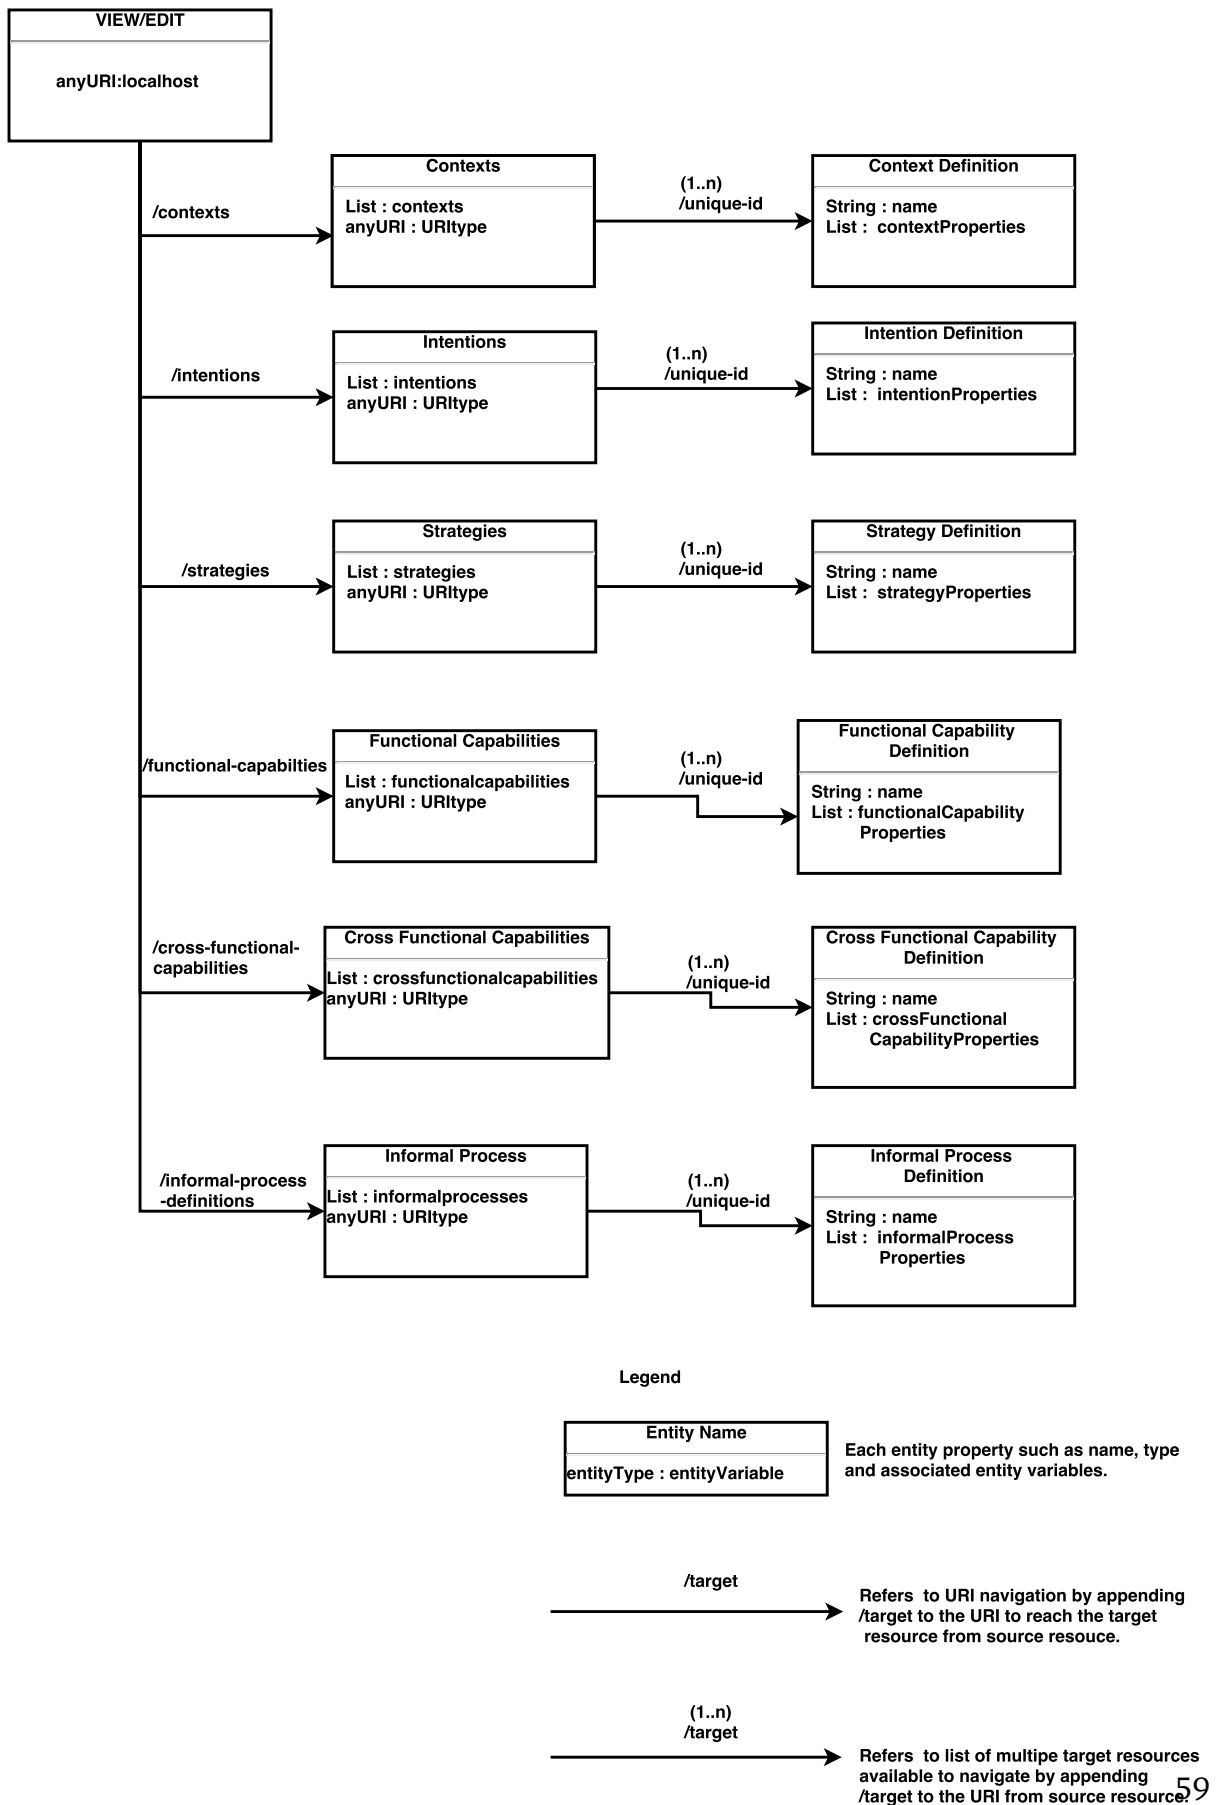 VIEW/EDIT
anyURI:localhost
/contexts
Contexts
List : contexts
anyURI : URItype
(1..n)
/unique-id
Context Definition
String : name
List :  contextProperties
/intentions
Intentions
List : intentions
anyURI : URItype
(1..n)
/unique-id
Intention Definition
String : name
List :  intentionProperties
/strategies
Strategies
List : strategies
anyURI : URItype
(1..n)
/unique-id
Strategy Definition
String : name
List :  strategyProperties
/functional-capabilties
Functional Capabilities
List : functionalcapabilities
anyURI : URItype
(1..n)
/unique-id
Functional Capability
Definition
String : name
List : functionalCapability
Properties
/cross-functional-
capabilities
Cross Functional Capabilities
List : crossfunctionalcapabilities
anyURI : URItype
(1..n)
/unique-id
Cross Functional Capability
Definition
String : name
List : crossFunctional
CapabilityProperties
/informal-process
-definitions
Informal Process
List : informalprocesses
anyURI : URItype
(1..n)
/unique-id
Informal Process
Definition
String : name
List :  informalProcess
Properties
Legend
Entity Name
entityType : entityVariable
Each entity property such as name, type
and associated entity variables.
/target
Refers  to URI navigation by appending
/target to the URI to reach the target
resource from source resouce.
(1..n)
/target
Refers  to list of multipe target resources
available to navigate by appending
/target to the URI from source resource.
59